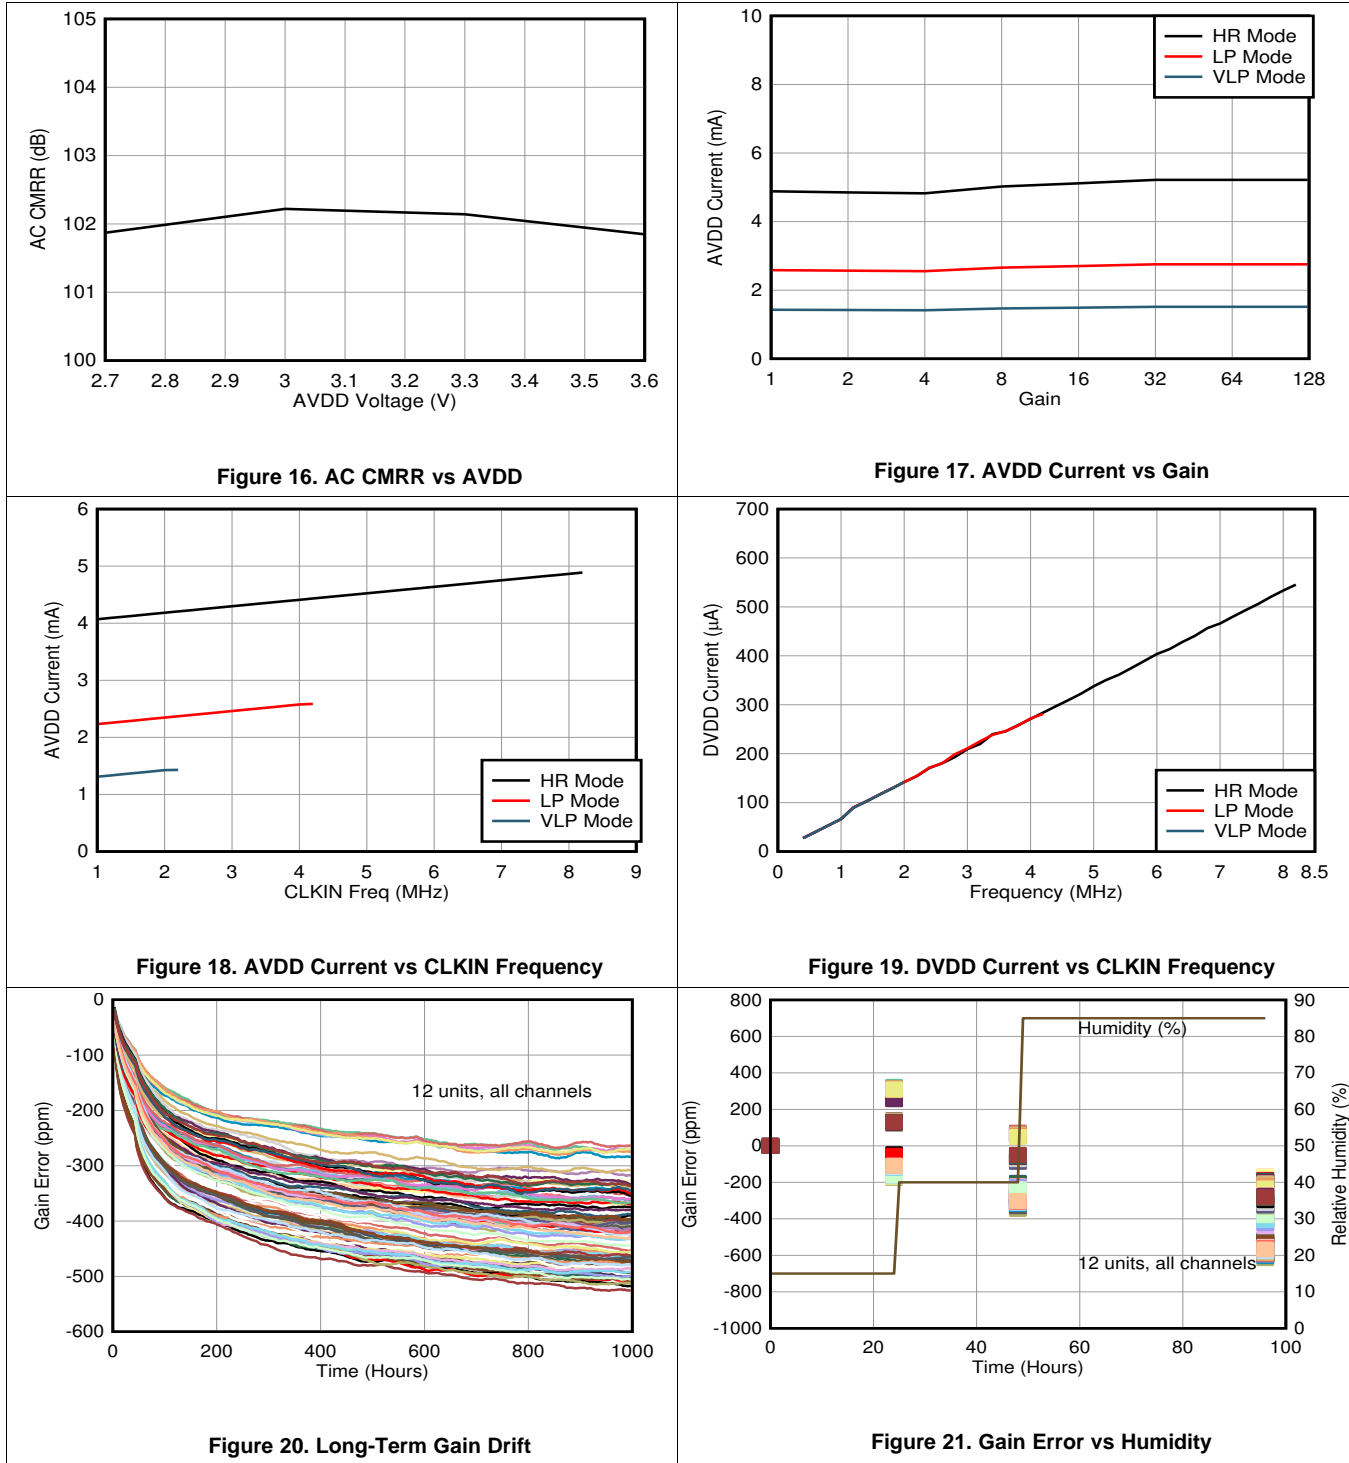 105
104
103
102
101
100
AC CMRR (dB)
2.7 2.8 2.9 3 3.1 3.2 3.3 3.4 3.5 3.6
AVDD Voltage (V)
Figure 16. AC CMRR vs AVDD
10
8
6
4
2
0
AVDD Current (mA)
HR Mode
LP Mode
VLP Mode
1 2 4 8 16 32 64 128
Gain
Figure 17. AVDD Current vs Gain
6
5
4
3
2
1
0
AVDD Current (mA)
HR Mode
LP Mode
VLP Mode
1 2 3 4 5 6 7 8 9
CLKIN Freq (MHz)
Figure 18. AVDD Current vs CLKIN Frequency
700
600
500
400
300
200
100
0
DVDD Current (μA)
HR Mode
LP Mode
VLP Mode
0 1 2 3 4 5 6 7 8 8.5
Frequency (MHz)
Figure 19. DVDD Current vs CLKIN Frequency
0
-100
-200
-300
-400
-500
-600
Gain Error (ppm)
12 units, all channels
0 200 400 600 800 1000
Time (Hours)
Figure 20. Long-Term Gain Drift
800
600
400
200
0
-200
-400
-600
-800
-1000
Gain Error (ppm)
Humidity (%)
12 units, all channels
90
80
70
60
50
40
30
20
10
0
Relative Humidity (%)
0 20 40 60 80 100
Time (Hours)
Figure 21. Gain Error vs Humidity